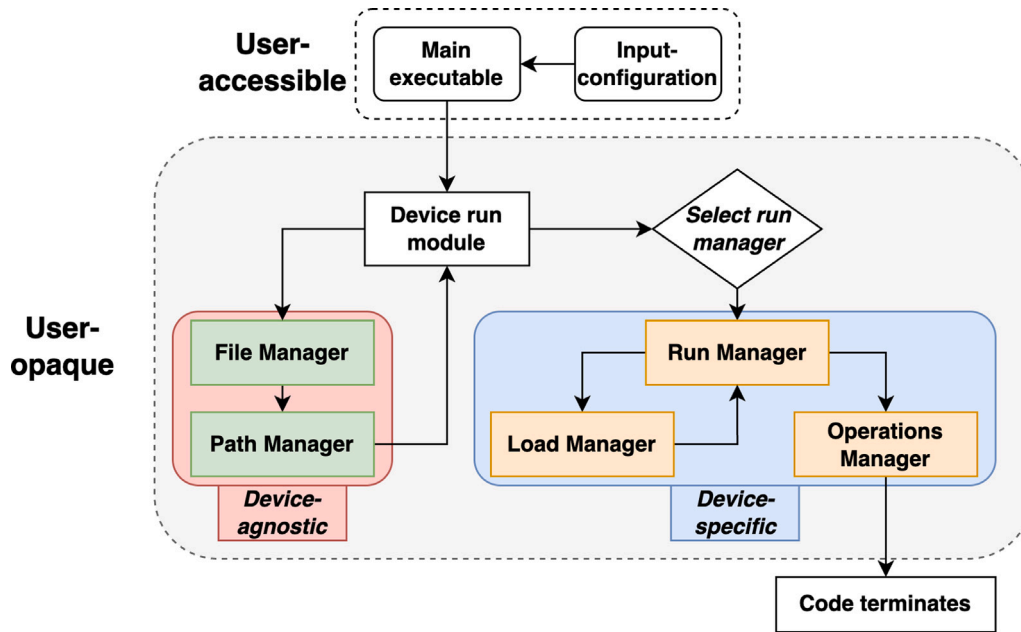 User-
accessible
Main
executable
Input-
configuration
Device run
module
Select run
manager
User-
opaque
File Manager
Path Manager
Device-
agnostic
Run Manager
Load Manager
Operations
Manager
Device-
specific
Code terminates